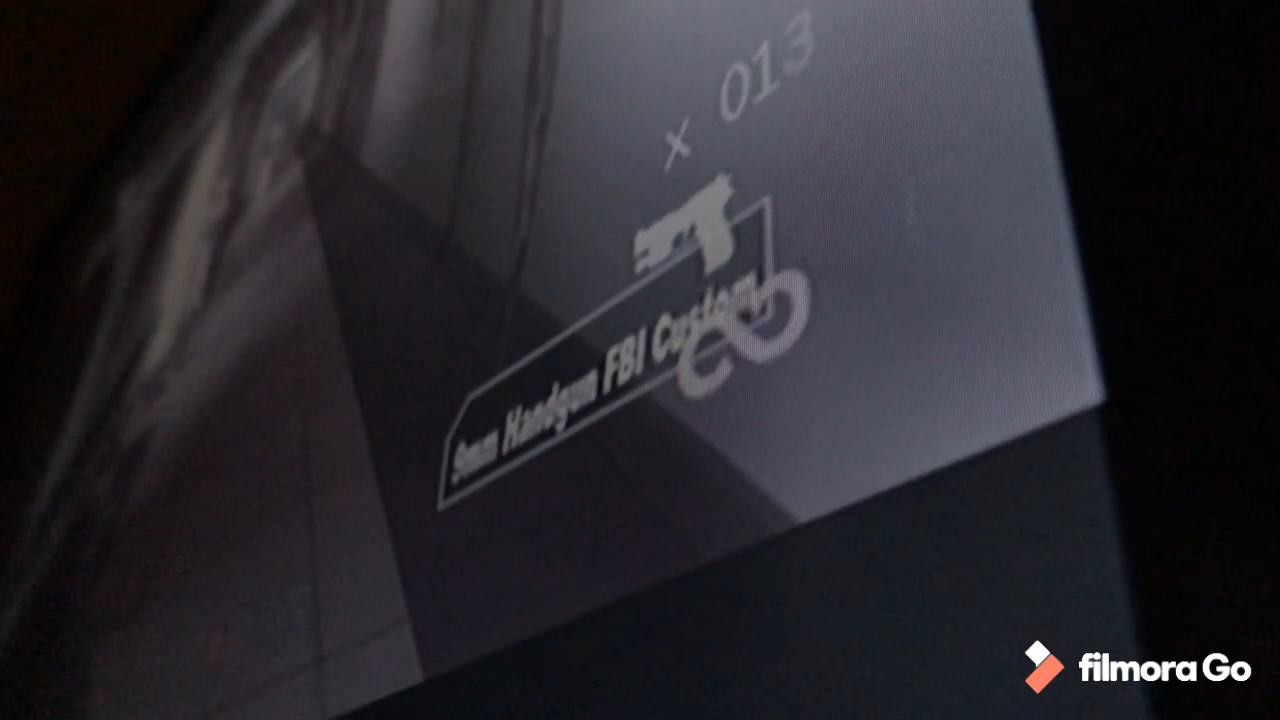 × 013
9mm Handgun FBI Custom
∞
filmora Go